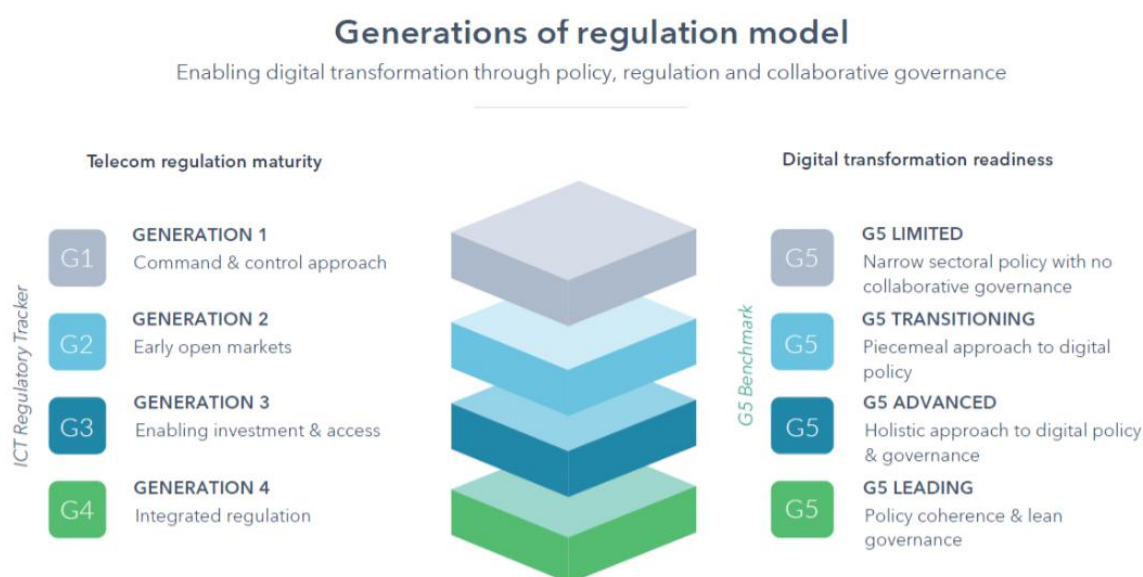 Generations of regulation model
Enabling digital transformation through policy, regulation and collaborative governance
Telecom regulation maturity
ICT Regulatory Tracker
G1
GENERATION 1
Command & control approach
G2
GENERATION 2
Early open markets
G3
GENERATION 3
Enabling investment & access
G4
GENERATION 4
Integrated regulation
Digital transformation readiness
G5 Benchmark
G5
G5 LIMITED
Narrow sectoral policy with no
collaborative governance
G5
G5 TRANSITIONING
Piecemeal approach to digital
policy
G5
G5 ADVANCED
Holistic approach to digital policy
& governance
G5
G5 LEADING
Policy coherence & lean
governance